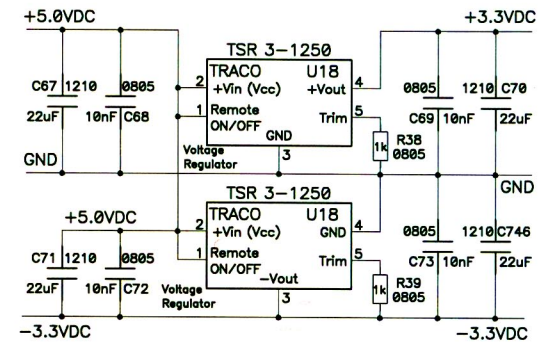 +5.0VDC
+3.3VDC
TSR 3-1250
TRACO U18
2 +Vin (Vcc) +Vout 4
1 Remote ON/OFF
Trim 5
GND
3
C67 1210 22uF
0805 10nF C68
Voltage Regulator
1k R38 0805
0805 C69 10nF
1210 C70 22uF
GND
GND
TSR 3-1250
+5.0VDC
TRACO U18
2 +Vin (Vcc) GND 4
1 Remote ON/OFF
Trim 5
-Vout
3
C71 1210 22uF
0805 10nF C72
Voltage Regulator
1k R39 0805
0805 C73 10nF
1210 C746 22uF
-3.3VDC
-3.3VDC